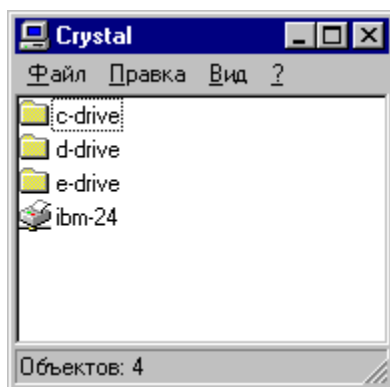 Crystal
Файл Правка Вид ?
c-drive
d-drive
e-drive
ibm-24
Объектов: 4